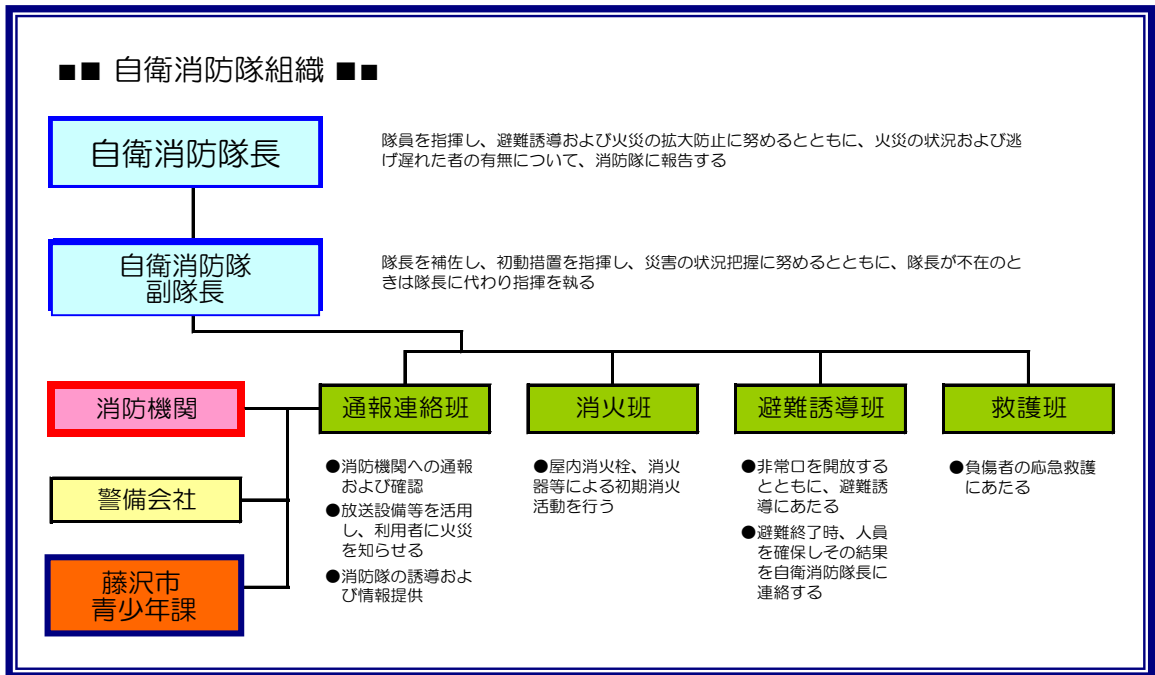 ■■ 自衛消防隊組織 ■■
自衛消防隊長
隊員を指揮し、避難誘導および火災の拡大防止に努めるとともに、火災の状況および逃
げ遅れた者の有無について、消防隊に報告する
自衛消防隊
副隊長
隊長を補佐し、初動措置を指揮し、災害の状況把握に努めるとともに、隊長が不在のと
きは隊長に代わり指揮を執る
消防機関
警備会社
藤沢市
青少年課
通報連絡班
●消防機関への通報
および確認
●放送設備等を活用
し、利用者に火災
を知らせる
●消防隊の誘導およ
び情報提供
消火班
●屋内消火栓、消火
器等による初期消火
活動を行う
避難誘導班
●非常口を開放する
とともに、避難誘
導にあたる
●避難終了時、人員
を確保しその結果
を自衛消防隊長に
連絡する
救護班
●負傷者の応急救護
にあたる